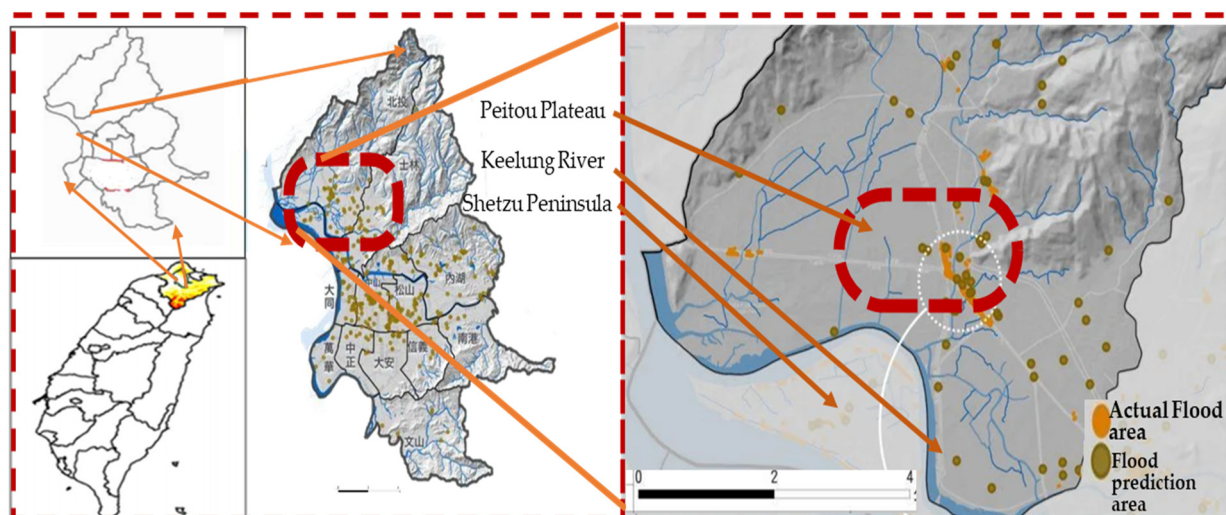 北投
士林
大同
中山
松山
內湖
萬華
中正
大安
信義
南港
文山
Peitou Plateau
Keelung River
Shetzu Peninsula
0
2
4
Actual Flood
area
Flood
prediction
area